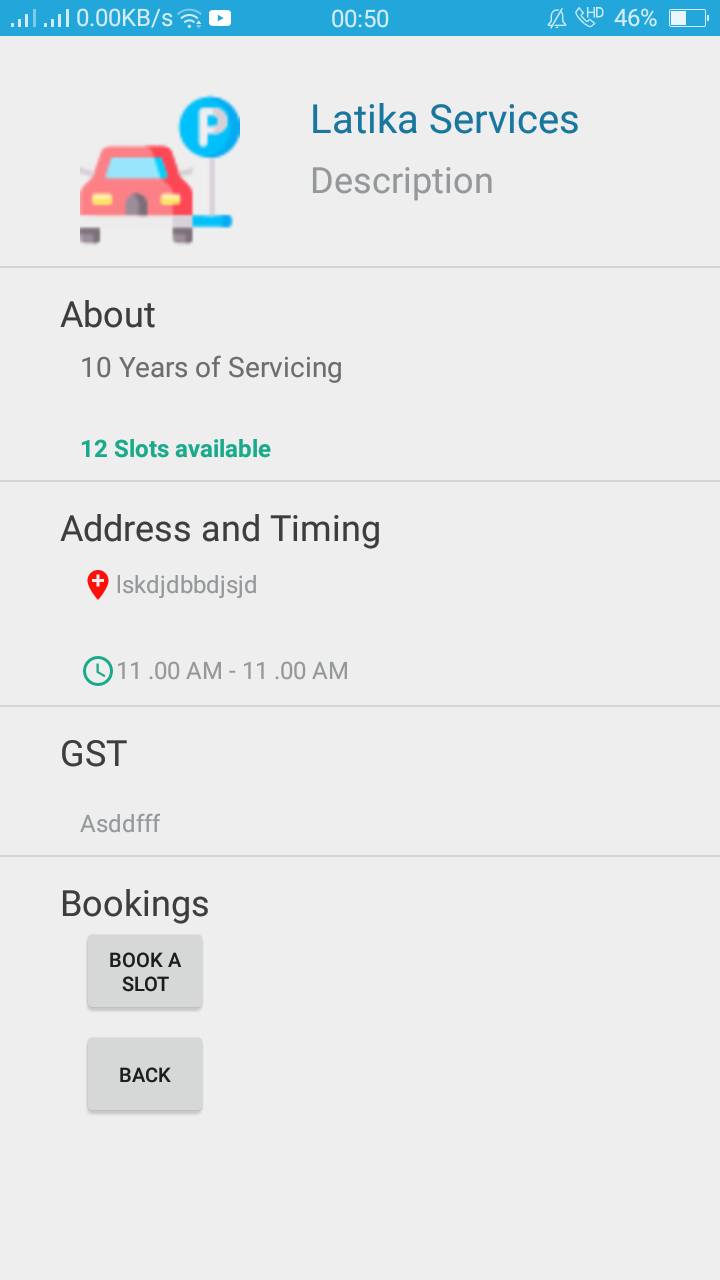 0.00KB/s 00:50 HD 46%
P
Latika Services
Description
About
10 Years of Servicing
12 Slots available
Address and Timing
lskdjdbbdjsjd
11 .00 AM - 11 .00 AM
GST
Asddfff
Bookings
BOOK A
SLOT
BACK